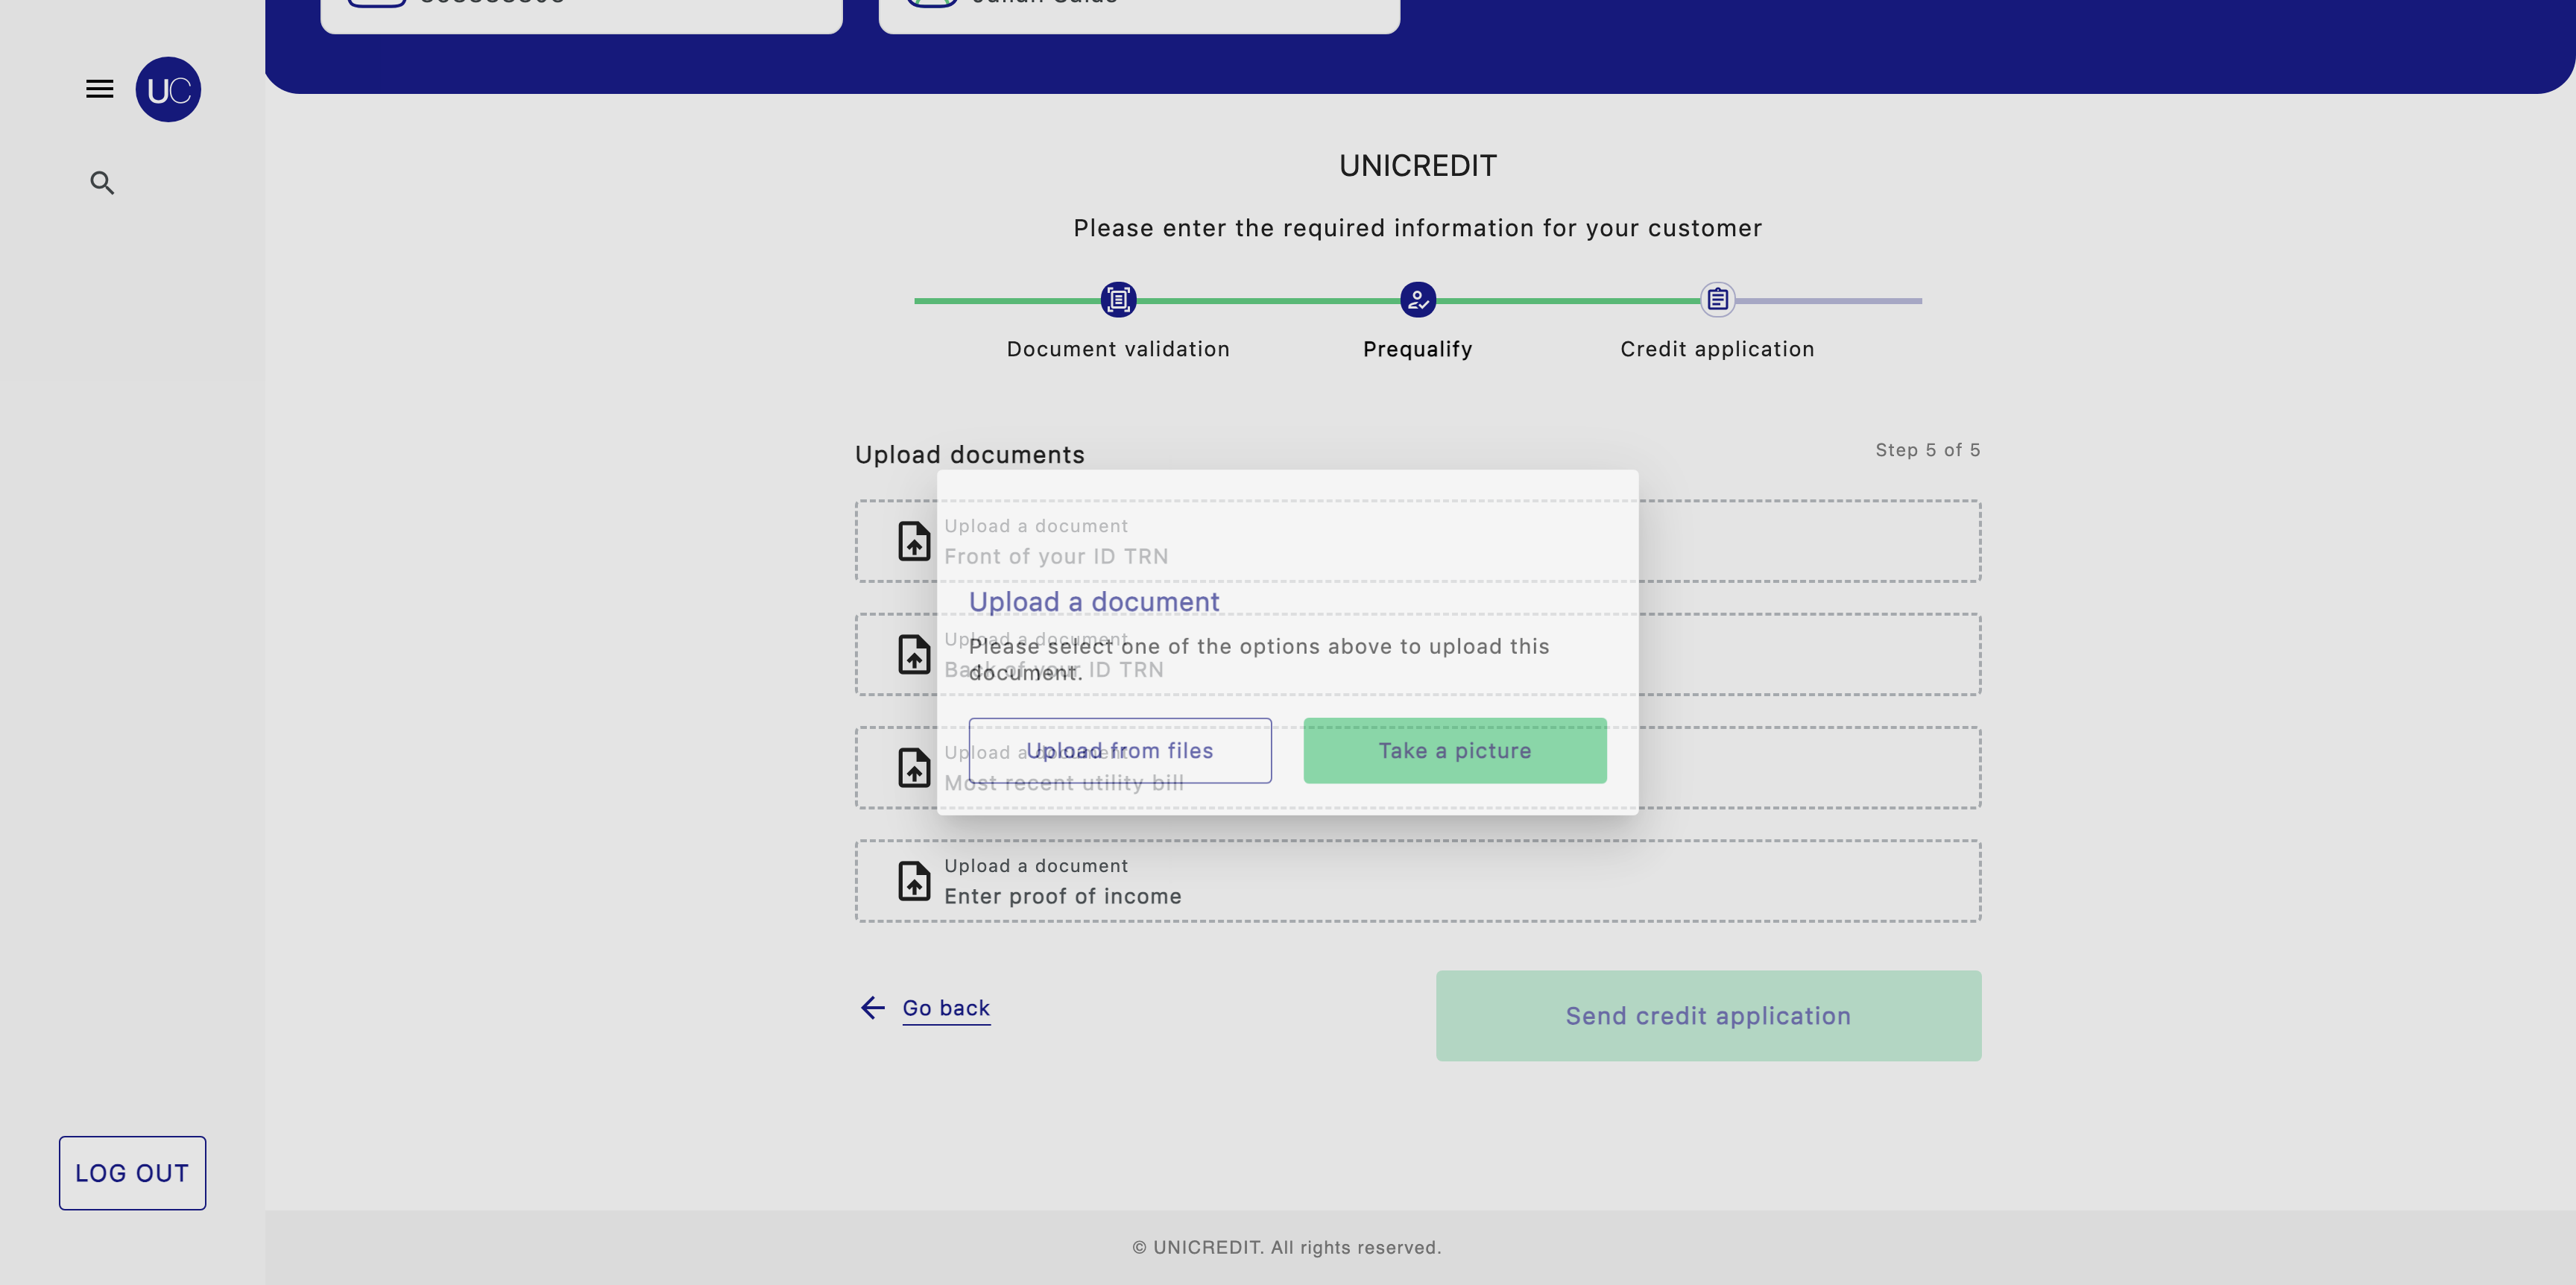 UC
UNICREDIT
Please enter the required information for your customer
Document validation
Prequalify
Credit application
Upload documents
Step 5 of 5
Upload a document
Front of your ID TRN
Upload a document
Back of your ID TRN
Upload a document
Most recent utility bill
Upload a document
Please select one of the options above to upload this
document.
Upload from files
Take a picture
Upload a document
Enter proof of income
Go back
Send credit application
LOG OUT
© UNICREDIT. All rights reserved.